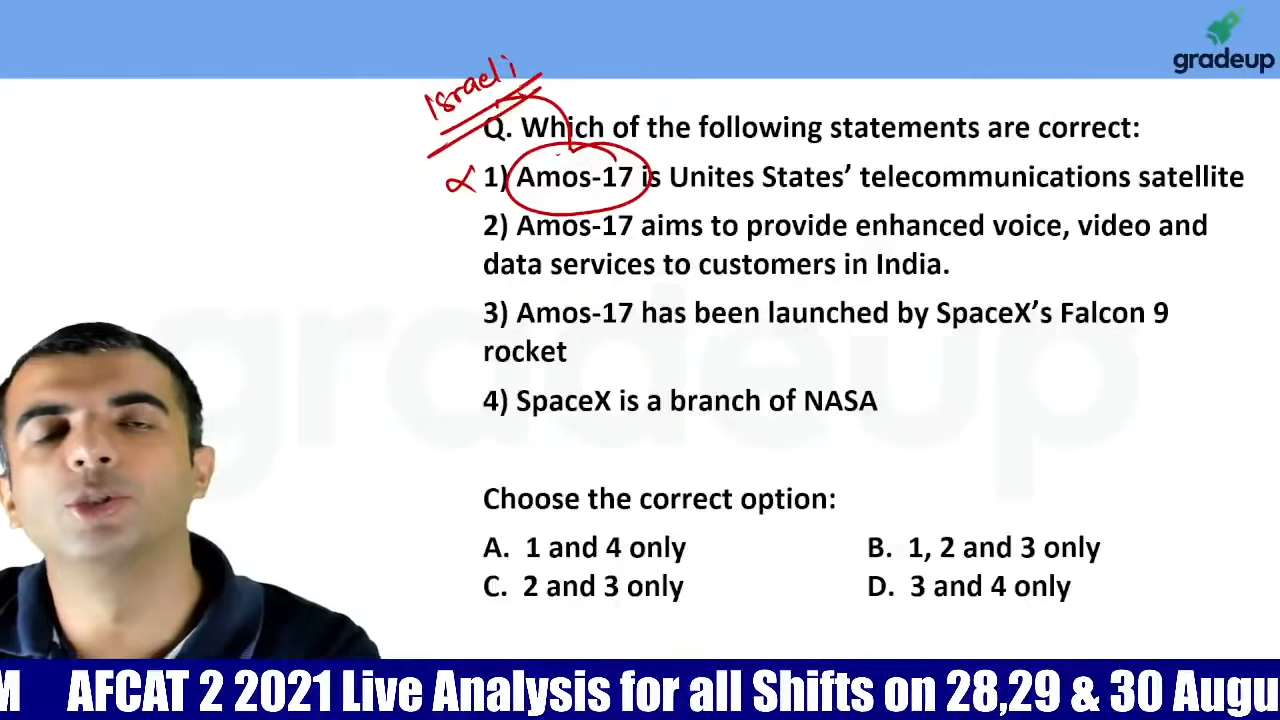 gradeup
Israeli
Q. Which of the following statements are correct:
1) Amos-17 is Unites States’ telecommunications satellite
2) Amos-17 aims to provide enhanced voice, video and
data services to customers in India.
3) Amos-17 has been launched by SpaceX’s Falcon 9
rocket
4) SpaceX is a branch of NASA
gradeup
Choose the correct option:
A. 1 and 4 only
B. 1, 2 and 3 only
C. 2 and 3 only
D. 3 and 4 only
M AFCAT 2 2021 Live Analysis for all Shifts on 28,29 & 30 Augu